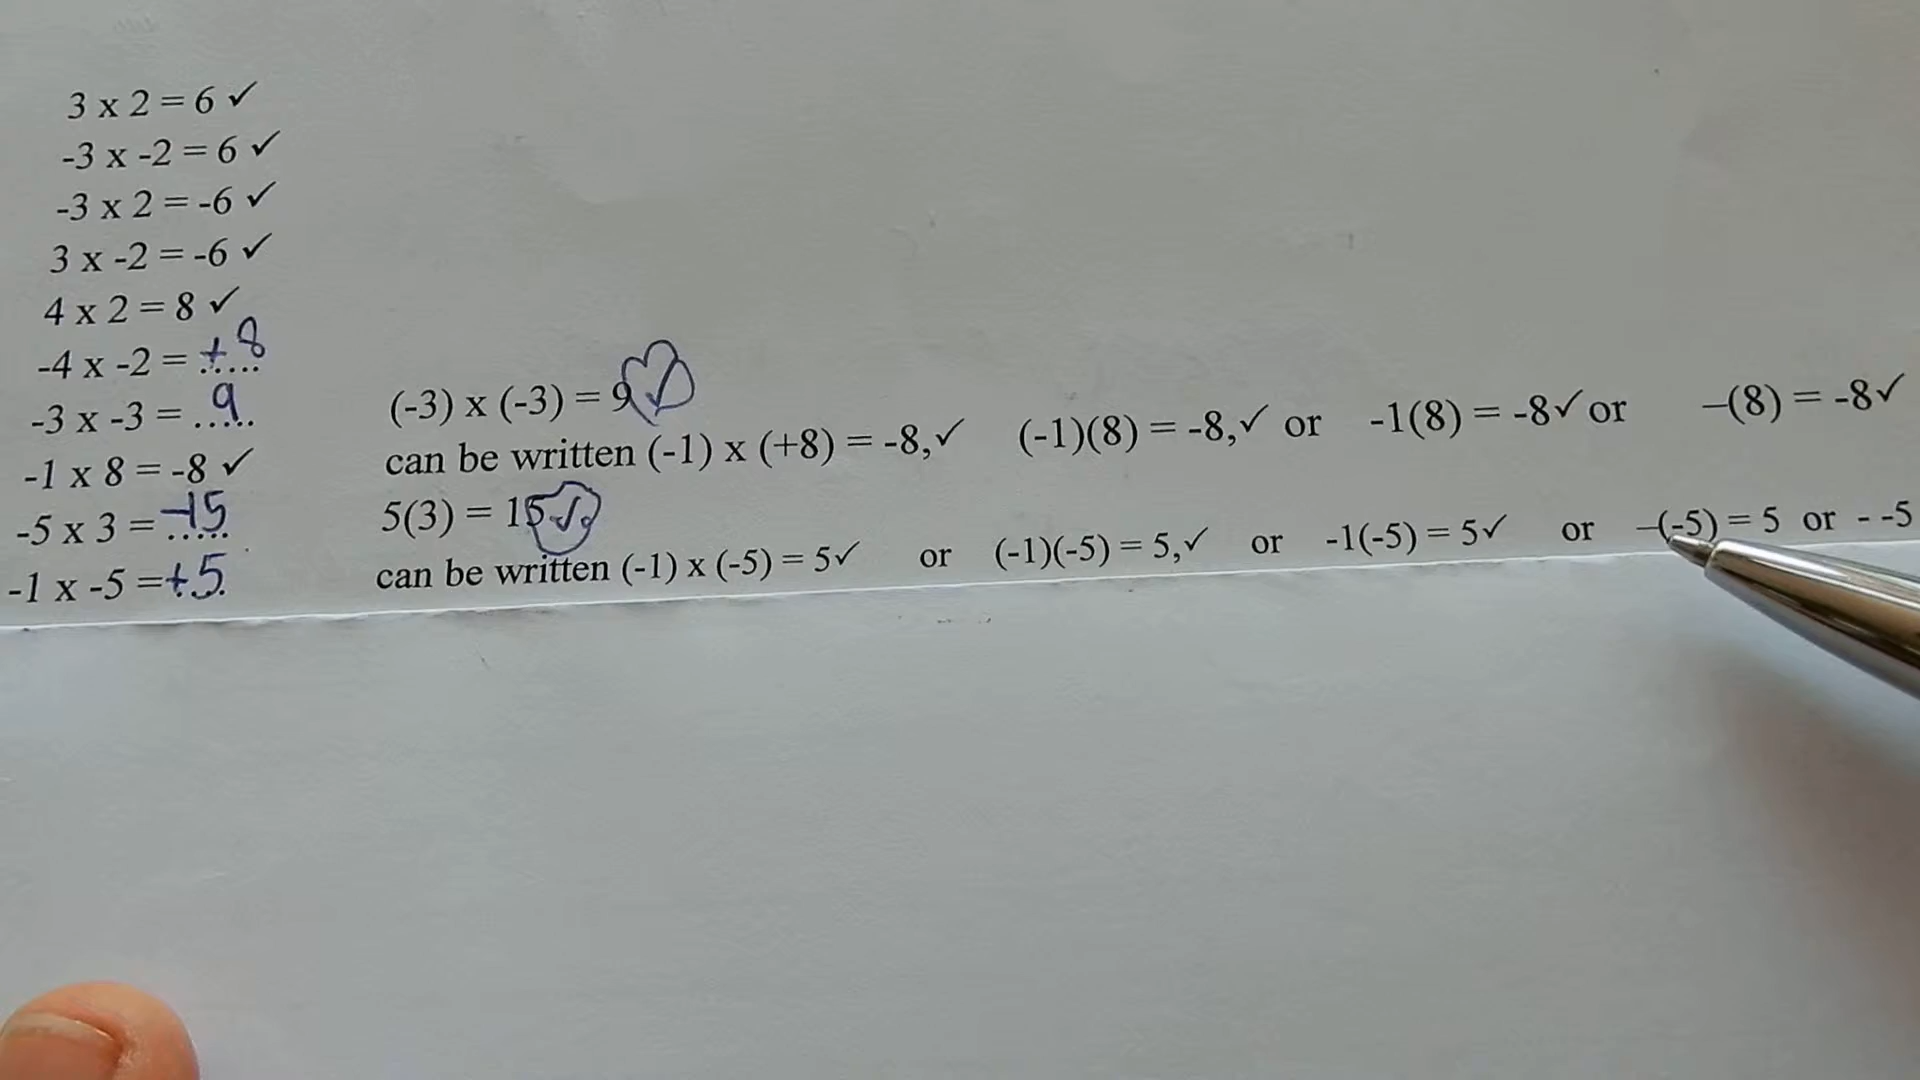 3 x 2 = 6 ✓
-3 x -2 = 6 ✓
-3 x 2 = -6 ✓
3 x -2 = -6 ✓
4 x 2 = 8 ✓
-4 x -2 = +8
-3 x -3 = 9 (-3) x (-3) = 9 ✓
-1 x 8 = -8 ✓ can be written (-1) x (+8) = -8, ✓ (-1)(8) = -8, ✓ or -1(8) = -8 ✓ or –(8) = -8 ✓
-5 x 3 = -15 5(3) = 15 ✓
-1 x -5 = +5 can be written (-1) x (-5) = 5 ✓ or (-1)(-5) = 5, ✓ or -1(-5) = 5 ✓ or –(-5) = 5 or - -5